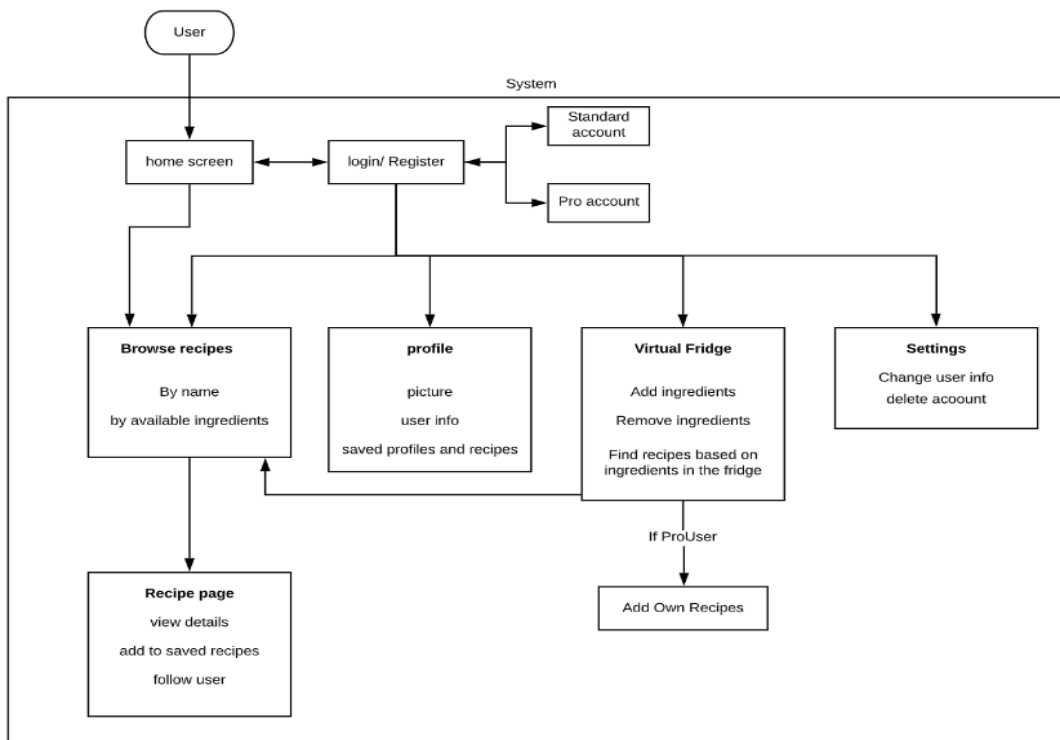 User
System
Standard
account
home screen
login/ Register
Pro account
Browse recipes
By name
by available ingredients
profile
picture
user info
saved profiles and recipes
Virtual Fridge
Add ingredients
Remove ingredients
Find recipes based on
ingredients in the fridge
Settings
Change user info
delete acoount
If ProUser
Recipe page
view details
add to saved recipes
follow user
Add Own Recipes